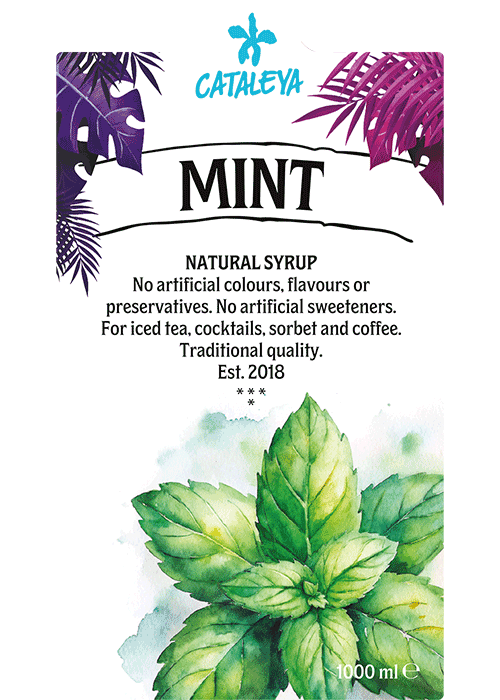 CATALEYA
MINT
NATURAL SYRUP
No artificial colours, flavours or
preservatives. No artificial sweeteners.
For iced tea, cocktails, sorbet and coffee.
Traditional quality.
Est. 2018
* * *
*
1000 ml ℮